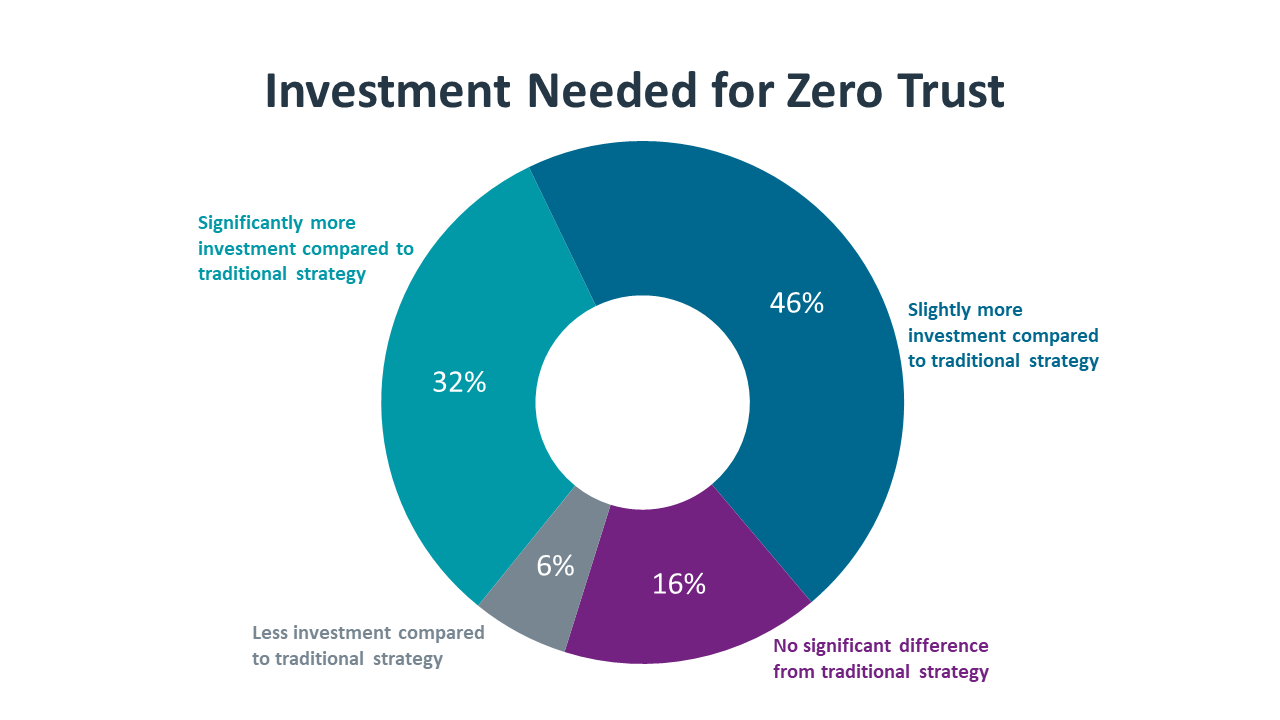 Investment Needed for Zero Trust
Significantly more
investment compared to
traditional strategy
46%
Slightly more
investment compared
to traditional strategy
32%
6%
16%
Less investment compared
to traditional strategy
No significant difference
from traditional strategy